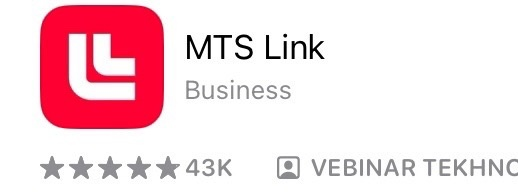 MTS Link
Business
43K VEBINAR TEKHNO